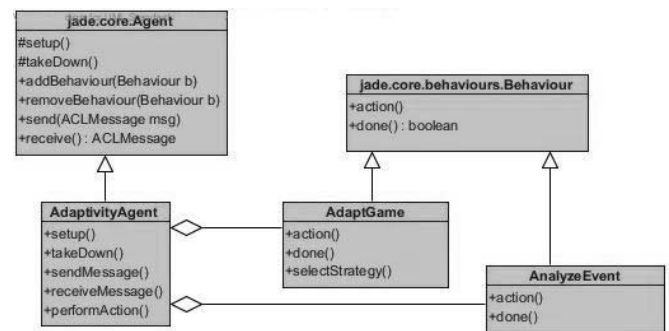 jade.core.Agent
#setup()
#takeDown()
+addBehaviour(Behaviour b)
+removeBehaviour(Behaviour b)
+send(ACLMessage msg)
+receive() : ACLMessage
jade.core.behaviours.Behaviour
+action()
+done() : boolean
AdaptivityAgent
+setup()
+takeDown()
+sendMessage()
+receiveMessage()
+performAction()
AdaptGame
+action()
+done()
+selectStrategy()
AnalyzeEvent
+action()
+done()